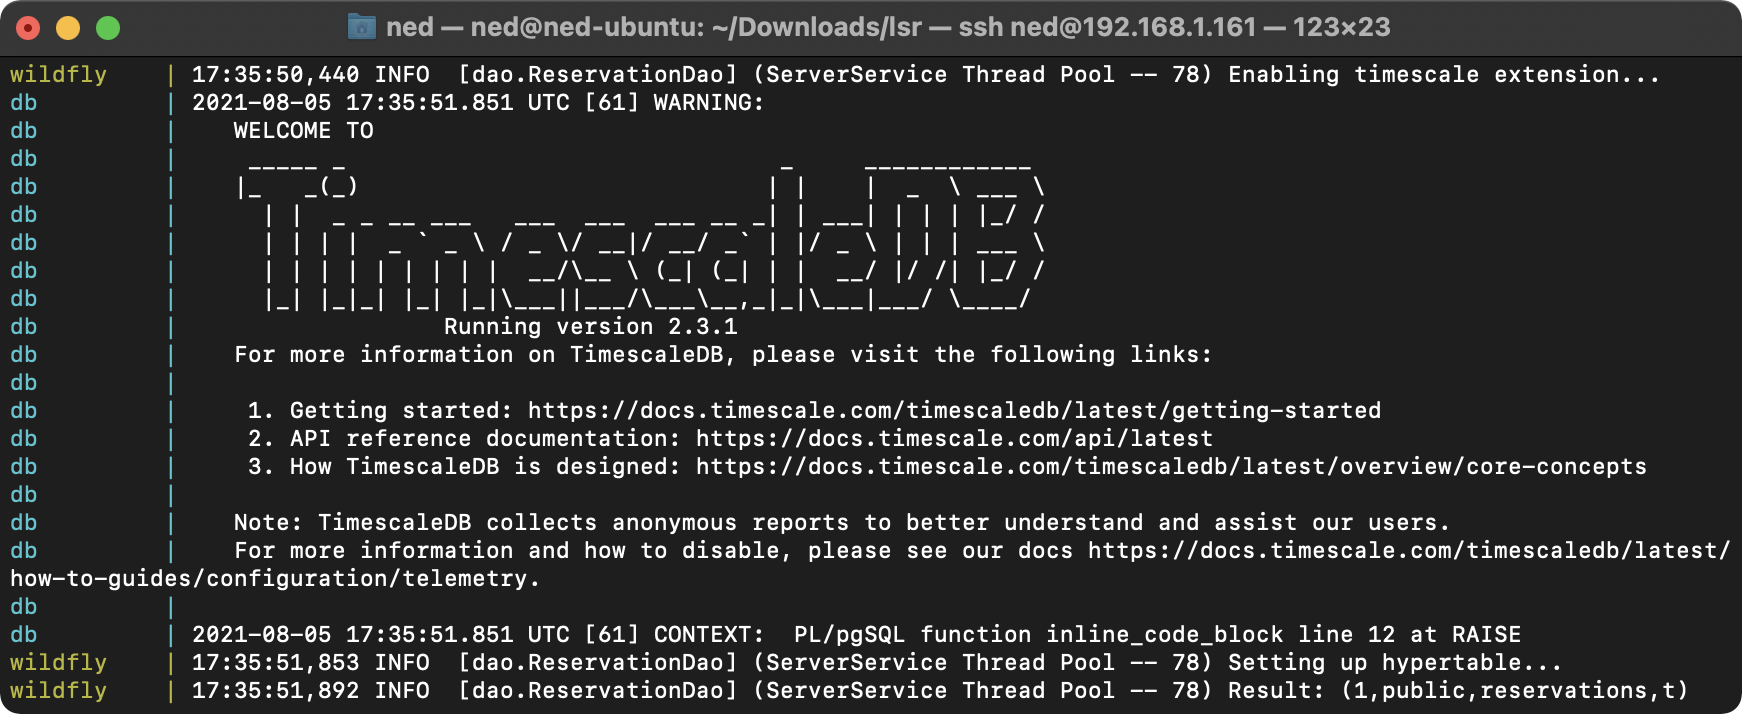 ned — ned@ned-ubuntu: ~/Downloads/lsr — ssh ned@192.168.1.161 — 123×23
wildfly    | 17:35:50,440 INFO  [dao.ReservationDao] (ServerService Thread Pool -- 78) Enabling timescale extension...
db         | 2021-08-05 17:35:51.851 UTC [61] WARNING:
db         |    WELCOME TO
db         |     _____ _                               _     ____________
db         |    |_   _(_)                             | |    |  _  \ ___ \
db         |      | |  _ _ __ ___   ___  ___  ___ __ _| | ___| | | | |_/ /
db         |      | | | |  _ ` _ \ / _ \/ __|/ __/ _` | |/ _ \ | | | ___ \
db         |      | | | | | | | | |  __/\__ \ (_| (_| | |  __/ |/ /| |_/ /
db         |      |_| |_|_| |_| |_|\___||___/\___\__,_|_|\___|___/ \____/
db         |                   Running version 2.3.1
db         |    For more information on TimescaleDB, please visit the following links:
db         |
db         |     1. Getting started: https://docs.timescale.com/timescaledb/latest/getting-started
db         |     2. API reference documentation: https://docs.timescale.com/api/latest
db         |     3. How TimescaleDB is designed: https://docs.timescale.com/timescaledb/latest/overview/core-concepts
db         |
db         |    Note: TimescaleDB collects anonymous reports to better understand and assist our users.
db         |    For more information and how to disable, please see our docs https://docs.timescale.com/timescaledb/latest/
how-to-guides/configuration/telemetry.
db         |
db         | 2021-08-05 17:35:51.851 UTC [61] CONTEXT:  PL/pgSQL function inline_code_block line 12 at RAISE
wildfly    | 17:35:51,853 INFO  [dao.ReservationDao] (ServerService Thread Pool -- 78) Setting up hypertable...
wildfly    | 17:35:51,892 INFO  [dao.ReservationDao] (ServerService Thread Pool -- 78) Result: (1,public,reservations,t)